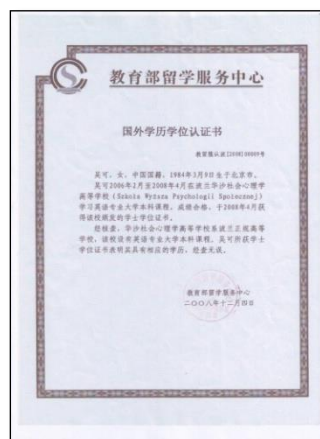 教育部留学服务中心
国外学历学位认证书
吴可，女，中国国籍，1984年3月9日生于北京市。
吴可2006年2月至2008年4月在波兰华沙社会心理学
高等学校（Szkoła Wyższa Psychologii Społecznej）
学习英语专业大学本科课程，成绩合格，于2008年4月获
得该校颁发的学士学位证书。
经核查，华沙社会心理学高等学校系波兰正规高等
学校，该校设有英语专业大学本科课程。吴可所获学士
学位证书表明其具有相应的学历，经查无误。
教育部留学服务中心
二〇〇八年十二月四日